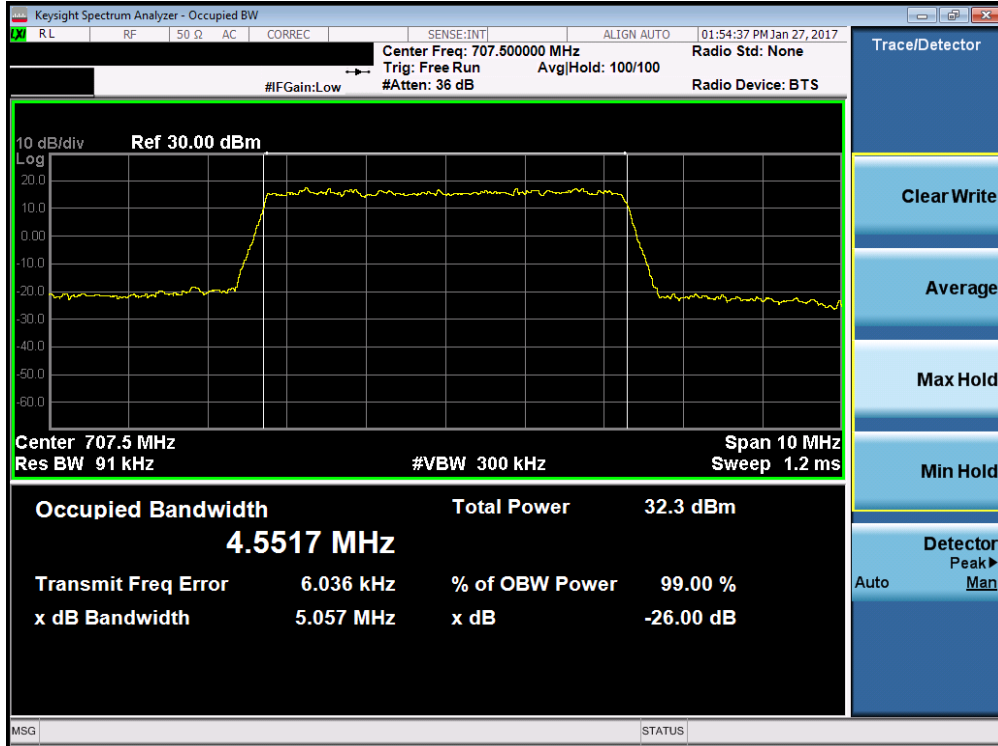 Keysight Spectrum Analyzer - Occupied BW
LXI RL RF 50 Ω AC CORREC SENSE:INT ALIGN AUTO 01:54:37 PM Jan 27, 2017
Center Freq: 707.500000 MHz Radio Std: None
Trig: Free Run Avg|Hold: 100/100
#IFGain:Low #Atten: 36 dB Radio Device: BTS
10 dB/div Ref 30.00 dBm
Log
20.0
10.0
0.00
-10.0
-20.0
-30.0
-40.0
-50.0
-60.0
Center 707.5 MHz Span 10 MHz
Res BW 91 kHz #VBW 300 kHz Sweep 1.2 ms
Occupied Bandwidth Total Power 32.3 dBm
4.5517 MHz
Transmit Freq Error 6.036 kHz % of OBW Power 99.00 %
x dB Bandwidth 5.057 MHz x dB -26.00 dB
MSG STATUS
Trace/Detector
Clear Write
Average
Max Hold
Min Hold
Detector
Peak▶
Auto Man